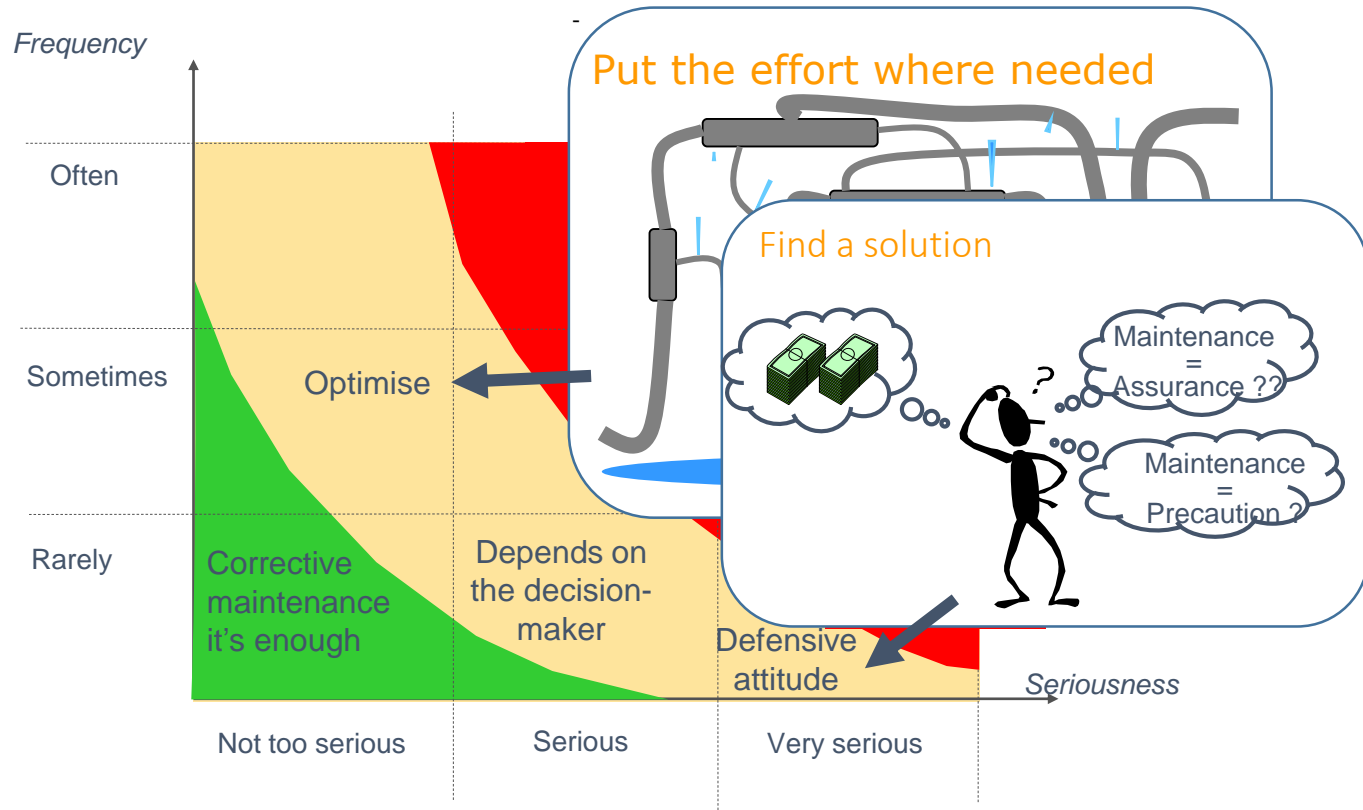 -
Frequency
Put the effort where needed
Often
Find a solution
Maintenance
=
Assurance ??
?
Sometimes
Optimise
Maintenance
=
Precaution ?
Rarely
Corrective
maintenance
it's enough
Depends on
the decision-
maker
Defensive
attitude
Seriousness
Not too serious
Serious
Very serious